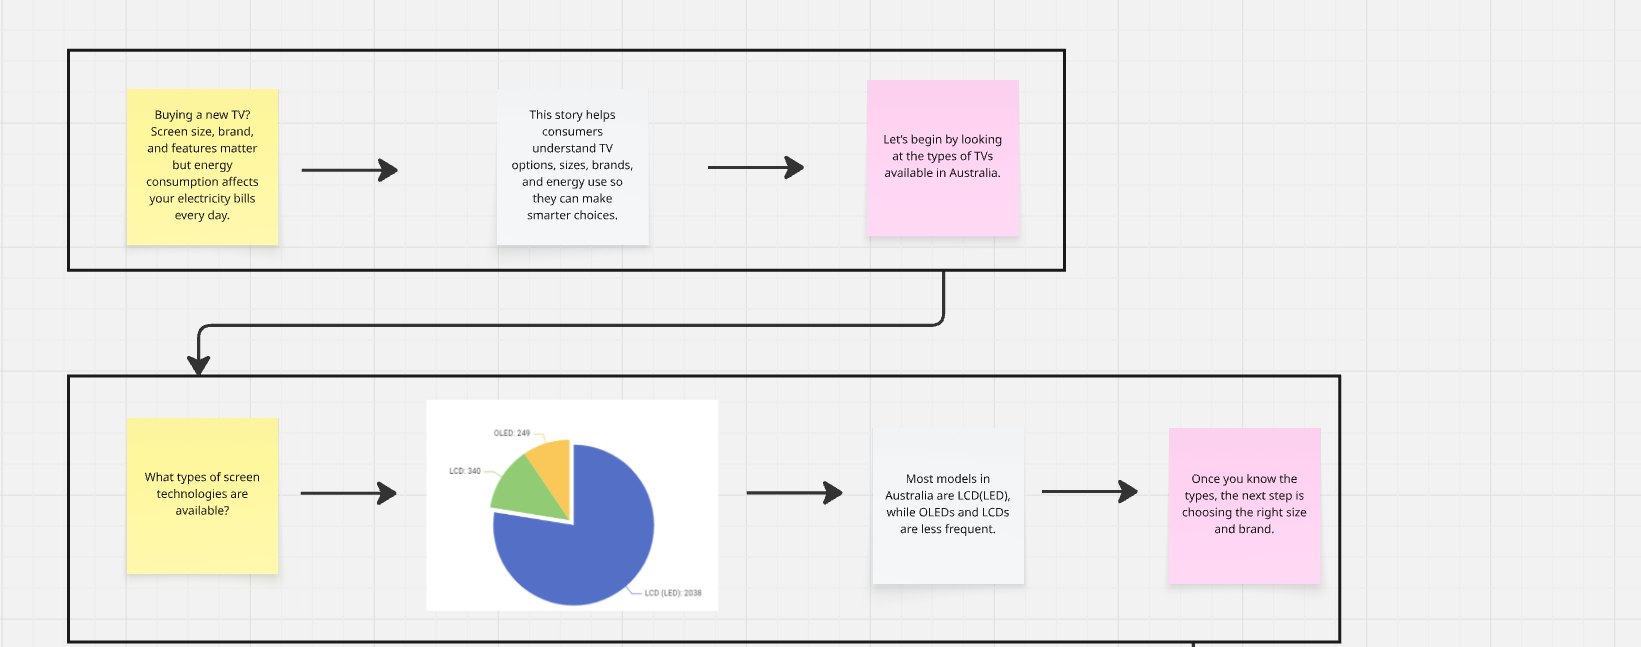 Buying a new TV?
Screen size, brand,
and features matter
but energy
consumption affects
your electricity bills
every day.
This story helps
consumers
understand TV
options, sizes, brands,
and energy use so
they can make
smarter choices.
Let's begin by looking
at the types of TVs
available in Australia.
What types of screen
technologies are
available?
OLED: 249
LCD: 340
LCD (LED): 2038
Most models in
Australia are LCD(LED),
while OLEDs and LCDs
are less frequent.
Once you know the
types, the next step is
choosing the right size
and brand.